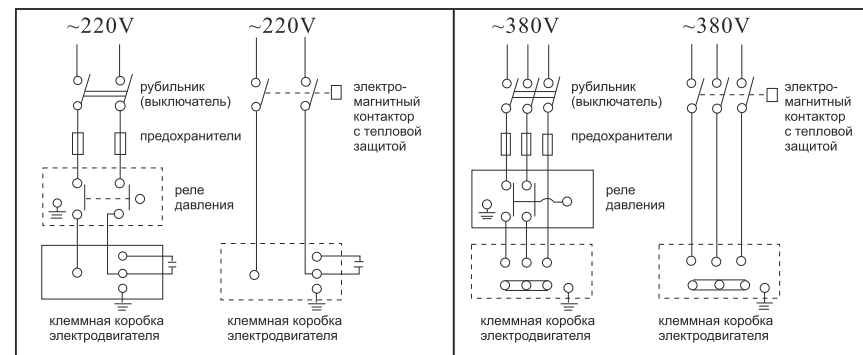 ~220V
~220V
рубильник
(выключатель)
предохранители
реле
давления
электро-
магнитный
контактор
с тепловой
защитой
клеммная коробка
электродвигателя
клеммная коробка
электродвигателя
~380V
~380V
рубильник
(выключатель)
предохранители
реле
давления
электро-
магнитный
контактор
с тепловой
защитой
клеммная коробка
электродвигателя
клеммная коробка
электродвигателя